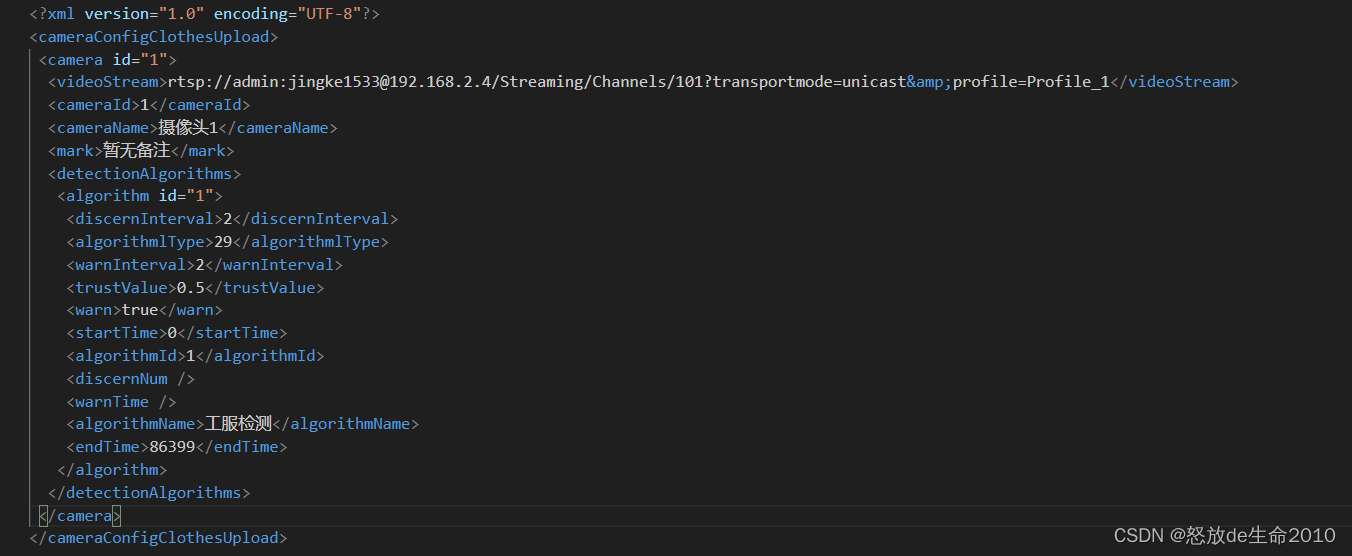 <?xml version="1.0" encoding="UTF-8"?>
<cameraConfigClothesUpload>
<camera id="1">
<videoStream>rtsp://admin:jingke1533@192.168.2.4/Streaming/Channels/101?transportmode=unicast&amp;profile=Profile_1</videoStream>
<cameraId>1</cameraId>
<cameraName>摄像头1</cameraName>
<mark>暂无备注</mark>
<detectionAlgorithms>
<algorithm id="1">
<discernInterval>2</discernInterval>
<algorithmlType>29</algorithmlType>
<warnInterval>2</warnInterval>
<trustValue>0.5</trustValue>
<warn>true</warn>
<startTime>0</startTime>
<algorithmId>1</algorithmId>
<discernNum />
<warnTime />
<algorithmName>工服检测</algorithmName>
<endTime>86399</endTime>
</algorithm>
</detectionAlgorithms>
</camera>
</cameraConfigClothesUpload>
CSDN @怒放de生命2010